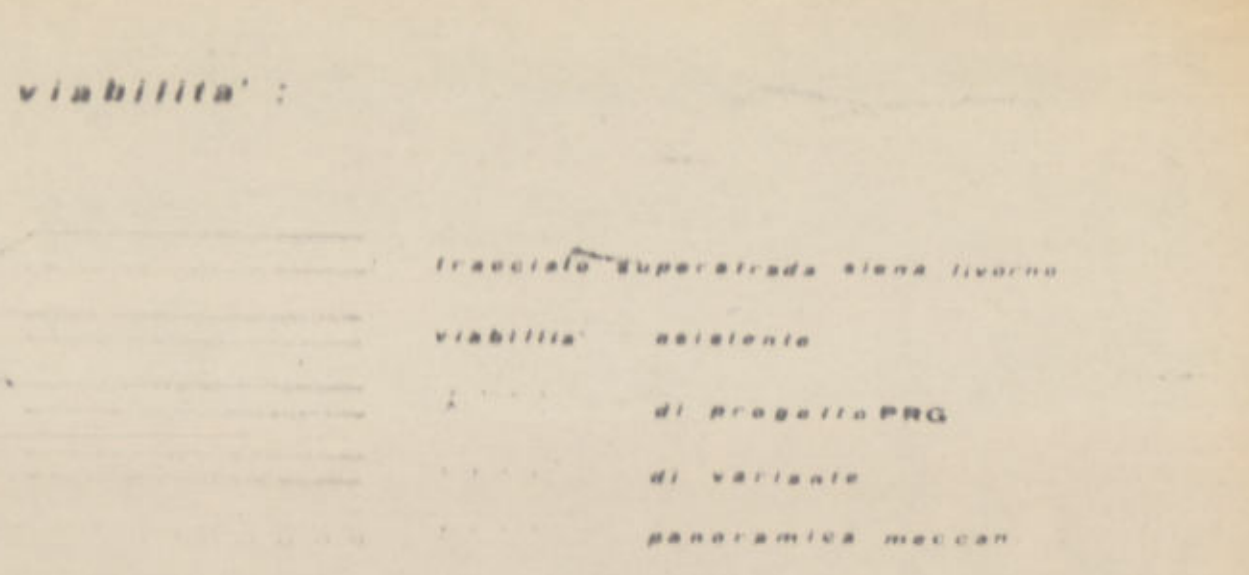 viabilita' :
tracciato superstrada siena livorno
viabilita' esistente
di progetto PRG
di variante
panoramica meccan